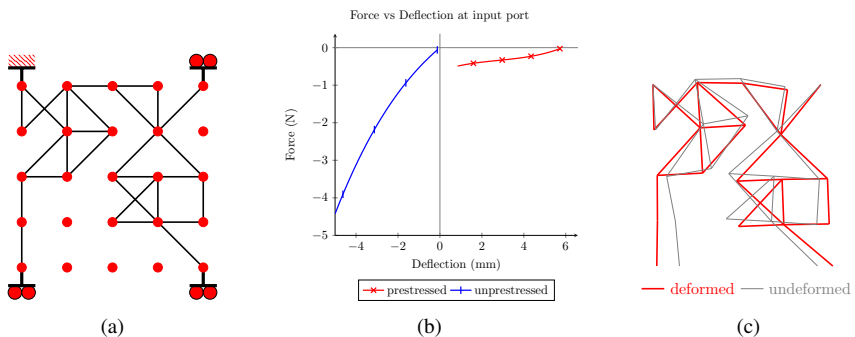 Force vs Deflection at input port
0
−1
−2
−3
−4
−5
Force (N)
−4 −2 0 2 4 6
Deflection (mm)
prestressed unprestressed
deformed undeformed
(a) (b) (c)